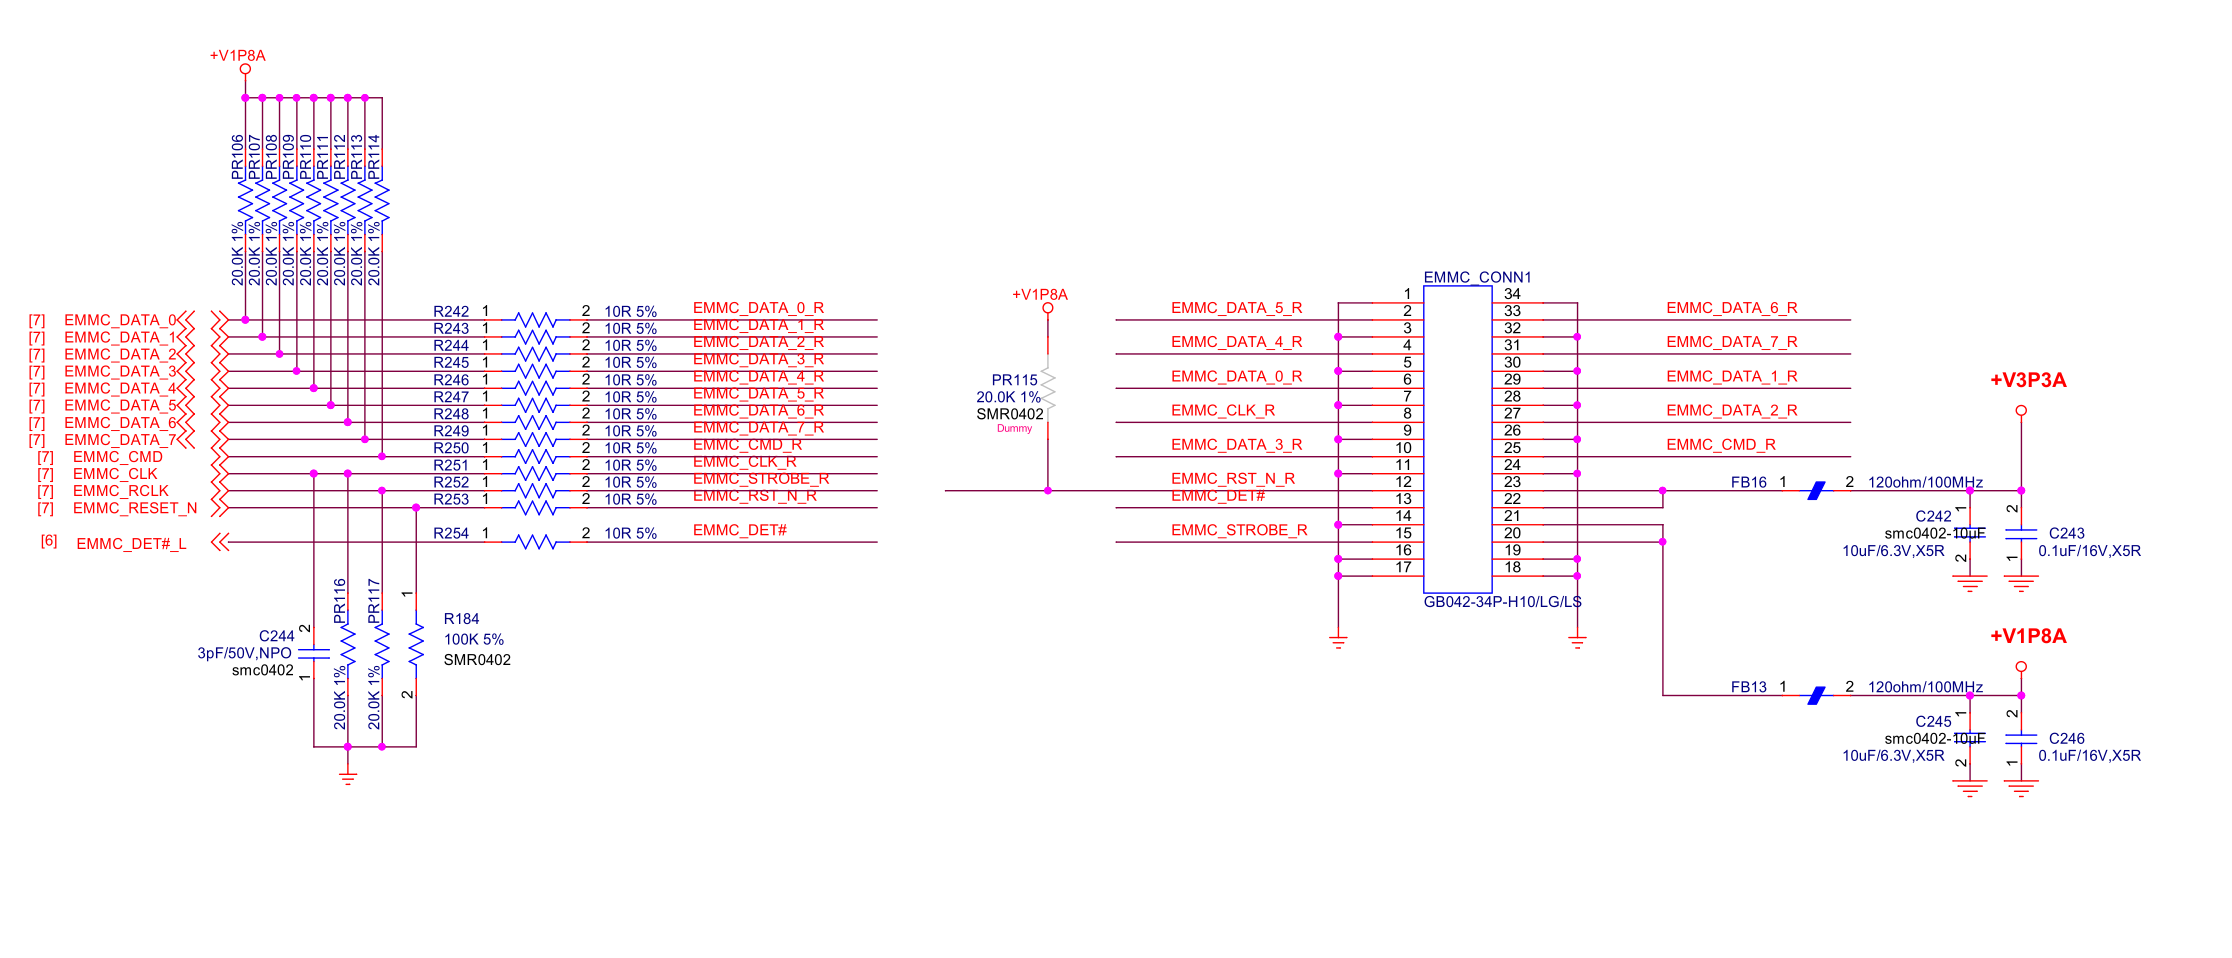 +V1P8A
PR106
PR107
PR108
PR109
PR110
PR111
PR112
PR113
PR114
20.0K 1%
20.0K 1%
20.0K 1%
20.0K 1%
20.0K 1%
20.0K 1%
20.0K 1%
20.0K 1%
20.0K 1%
[7] EMMC_DATA_0 R242 1 2 10R 5% EMMC_DATA_0_R
[7] EMMC_DATA_1 R243 1 2 10R 5% EMMC_DATA_1_R
[7] EMMC_DATA_2 R244 1 2 10R 5% EMMC_DATA_2_R
[7] EMMC_DATA_3 R245 1 2 10R 5% EMMC_DATA_3_R
[7] EMMC_DATA_4 R246 1 2 10R 5% EMMC_DATA_4_R
[7] EMMC_DATA_5 R247 1 2 10R 5% EMMC_DATA_5_R
[7] EMMC_DATA_6 R248 1 2 10R 5% EMMC_DATA_6_R
[7] EMMC_DATA_7 R249 1 2 10R 5% EMMC_DATA_7_R
[7] EMMC_CMD R250 1 2 10R 5% EMMC_CMD_R
[7] EMMC_CLK R251 1 2 10R 5% EMMC_CLK_R
[7] EMMC_RCLK R252 1 2 10R 5% EMMC_STROBE_R
[7] EMMC_RESET_N R253 1 2 10R 5% EMMC_RST_N_R
[6] EMMC_DET#_L R254 1 2 10R 5% EMMC_DET#
C244
3pF/50V,NPO
smc0402
2
1
PR116
20.0K 1%
PR117
20.0K 1%
1
2
R184
100K 5%
SMR0402
+V1P8A
PR115
20.0K 1%
SMR0402
Dummy
EMMC_CONN1
1 34
EMMC_DATA_5_R 2 33 EMMC_DATA_6_R
3 32
EMMC_DATA_4_R 4 31 EMMC_DATA_7_R
5 30
EMMC_DATA_0_R 6 29 EMMC_DATA_1_R
7 28
EMMC_CLK_R 8 27 EMMC_DATA_2_R
9 26
EMMC_DATA_3_R 10 25 EMMC_CMD_R
11 24
EMMC_RST_N_R 12 23
EMMC_DET# 13 22
14 21
EMMC_STROBE_R 15 20
16 19
17 18
GB042-34P-H10/LG/LS
+V3P3A
FB16 1 2 120ohm/100MHz
C242
smc0402-10uF
10uF/6.3V,X5R
1
2
2
1
C243
0.1uF/16V,X5R
+V1P8A
FB13 1 2 120ohm/100MHz
C245
smc0402-10uF
10uF/6.3V,X5R
1
2
2
1
C246
0.1uF/16V,X5R